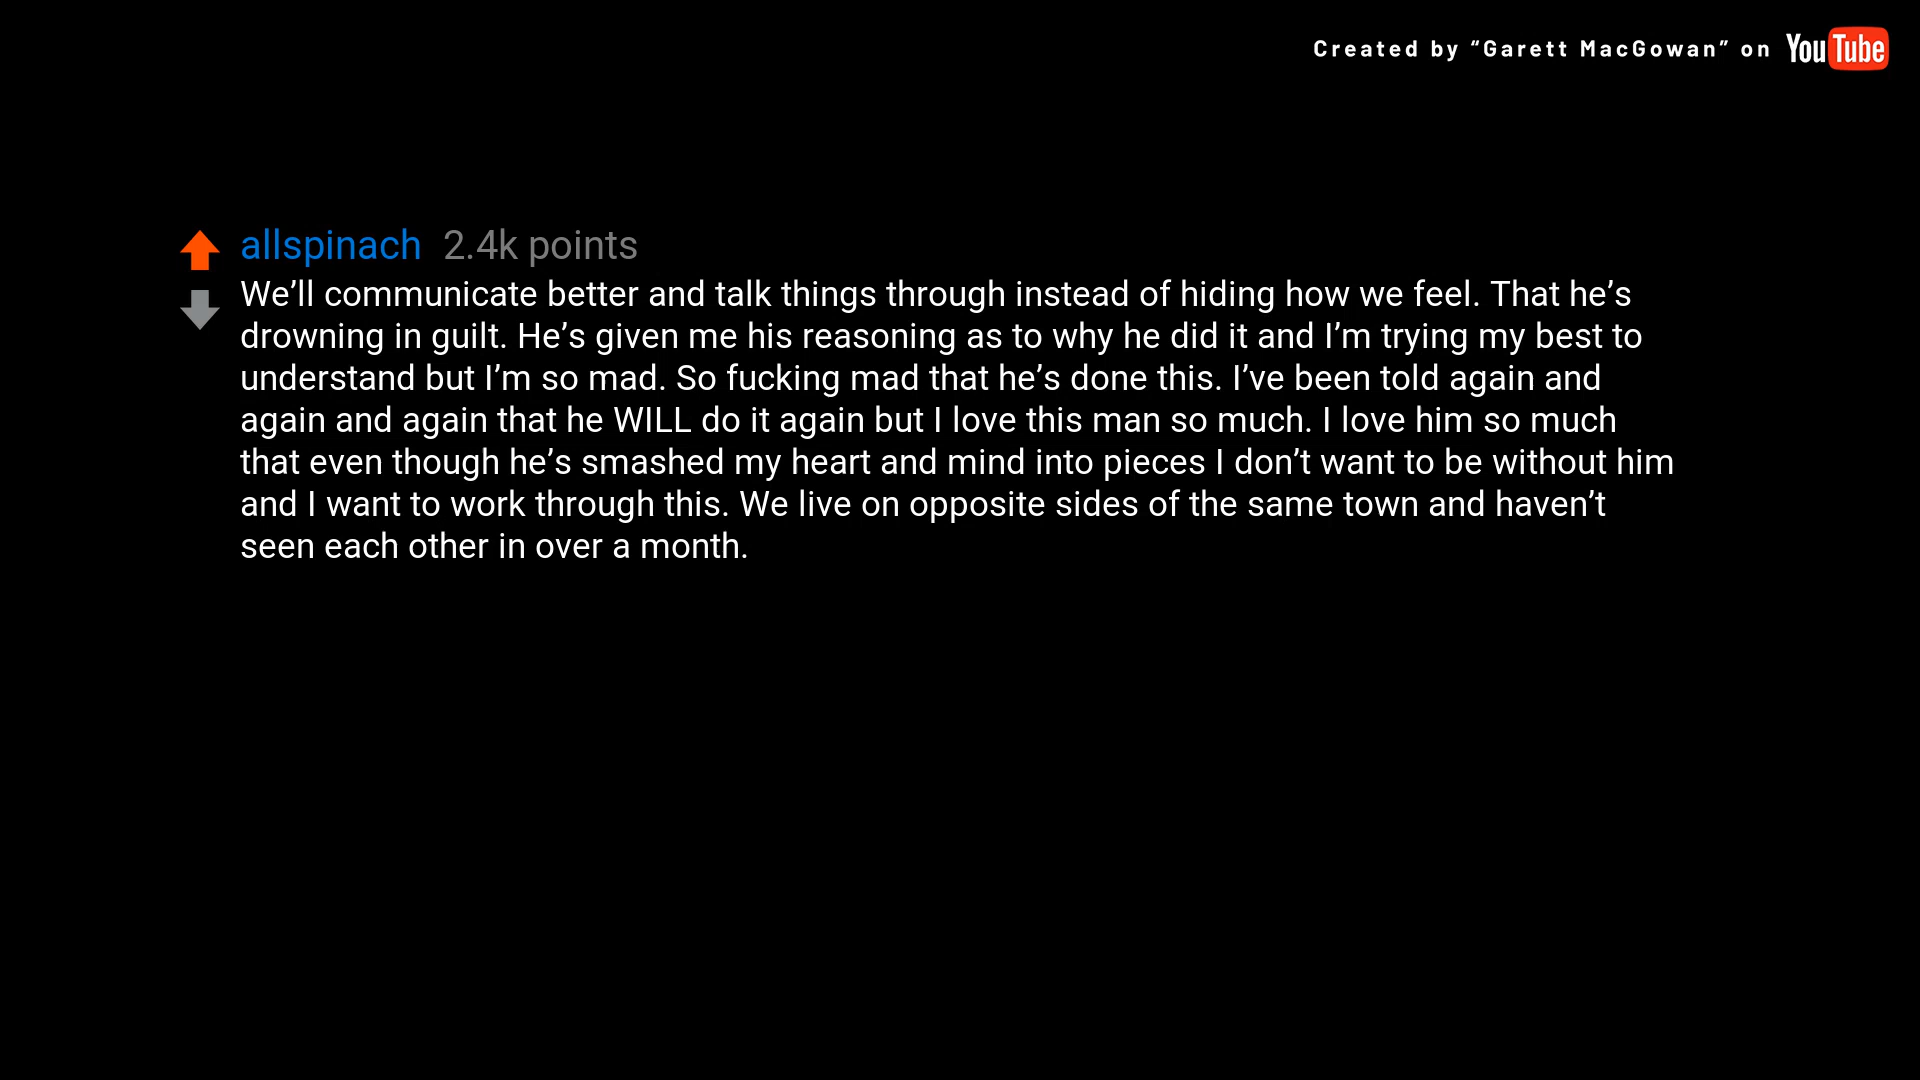 Created by “Garett MacGowan” on YouTube
allspinach 2.4k points
We’ll communicate better and talk things through instead of hiding how we feel. That he’s
drowning in guilt. He’s given me his reasoning as to why he did it and I’m trying my best to
understand but I’m so mad. So fucking mad that he’s done this. I’ve been told again and
again and again that he WILL do it again but I love this man so much. I love him so much
that even though he’s smashed my heart and mind into pieces I don’t want to be without him
and I want to work through this. We live on opposite sides of the same town and haven’t
seen each other in over a month.